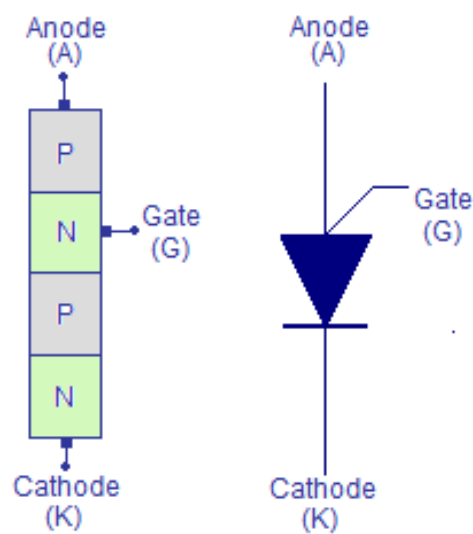 Anode
(A)
P
N
Gate
(G)
P
N
Cathode
(K)
Anode
(A)
Gate
(G)
Cathode
(K)